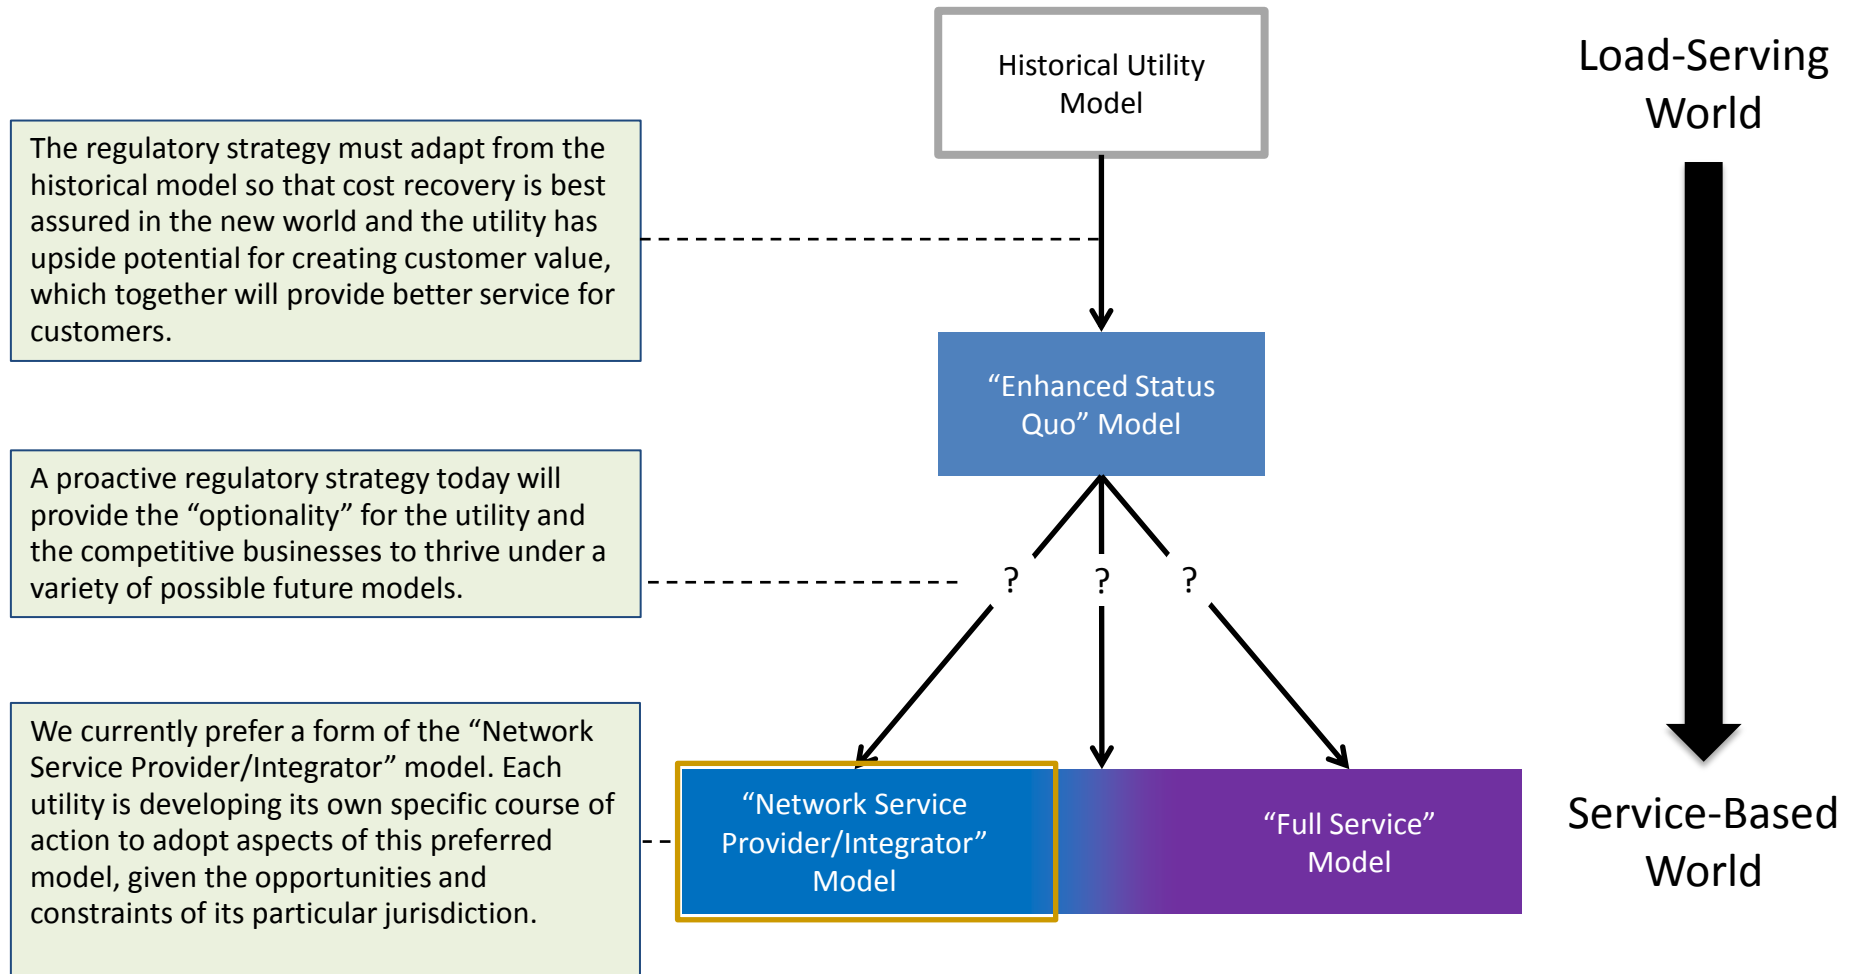 Historical Utility
Model
Load-Serving
World
The regulatory strategy must adapt from the
historical model so that cost recovery is best
assured in the new world and the utility has
upside potential for creating customer value,
which together will provide better service for
customers.
“Enhanced Status
Quo” Model
A proactive regulatory strategy today will
provide the “optionality” for the utility and
the competitive businesses to thrive under a
variety of possible future models.
? ? ?
We currently prefer a form of the “Network
Service Provider/Integrator” model. Each
utility is developing its own specific course of
action to adopt aspects of this preferred
model, given the opportunities and
constraints of its particular jurisdiction.
“Network Service
Provider/Integrator”
Model
“Full Service”
Model
Service-Based
World